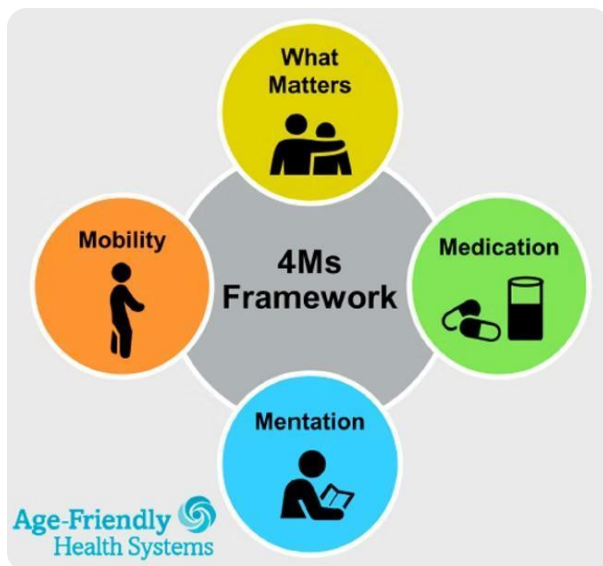 What
Matters
Mobility
4Ms
Framework
Medication
Mentation
Age-Friendly
Health Systems